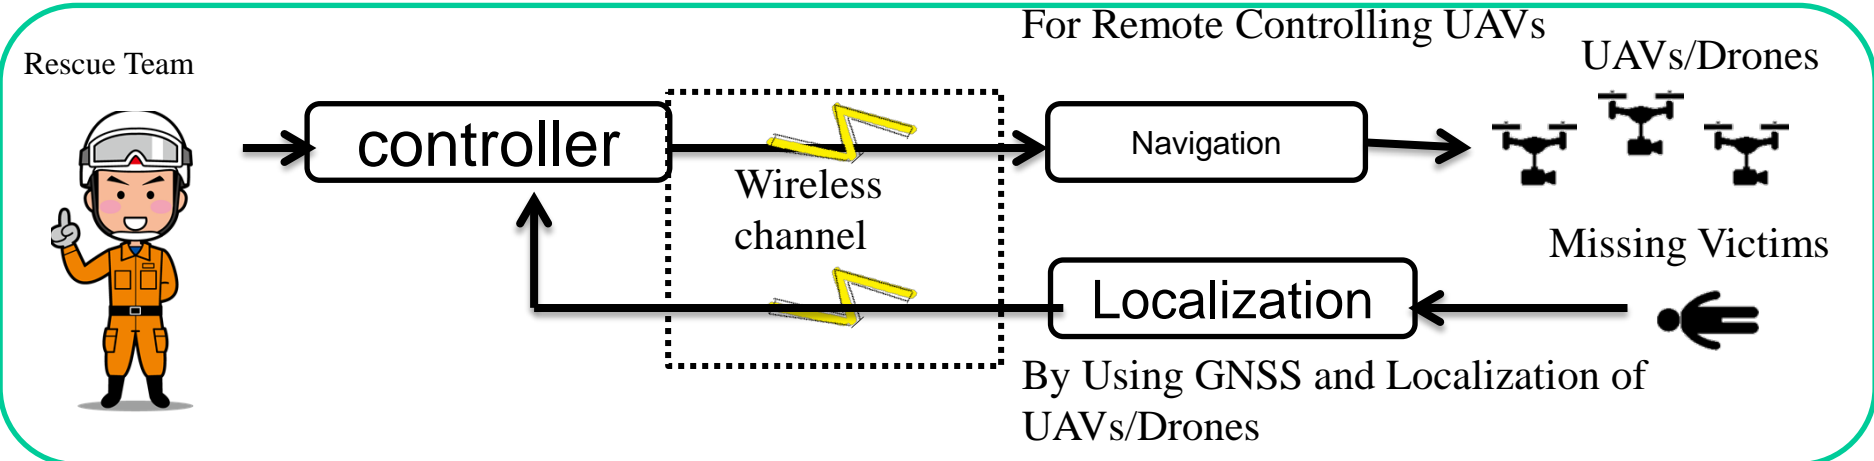 For Remote Controlling UAVs
Rescue Team
UAVs/Drones
controller
Navigation
Wireless
channel
Missing Victims
Localization
By Using GNSS and Localization of
UAVs/Drones